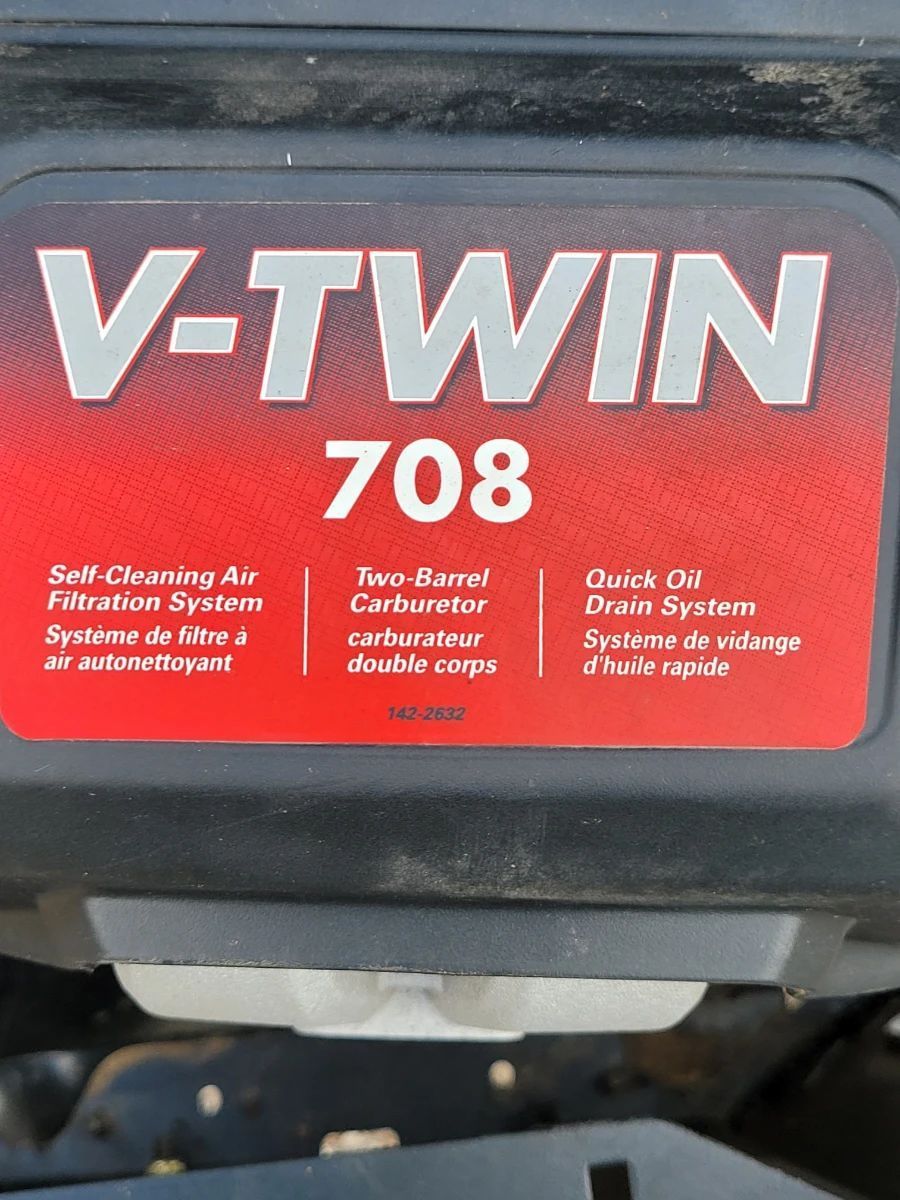 V-TWIN
708
Self-Cleaning Air
Filtration System
Système de filtre à
air autonettoyant
Two-Barrel
Carburetor
carburateur
double corps
Quick Oil
Drain System
Système de vidange
d'huile rapide
142-2632